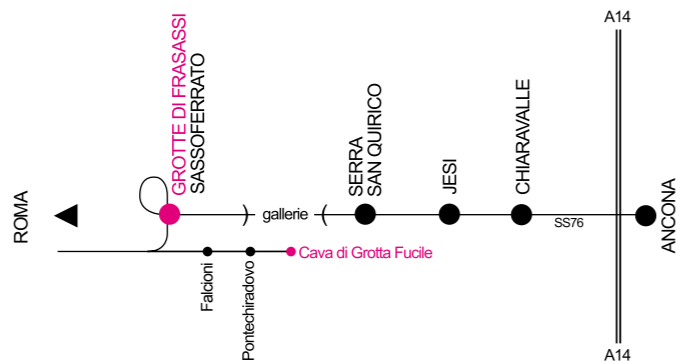 A14
GROTTE DI FRASASSI
SASSOFERRATO
SERRA
SAN QUIRICO
JESI
CHIARAVALLE
ROMA
gallerie
SS76
ANCONA
Cava di Grotta Fucile
Falcioni
Pontechiradovo
A14